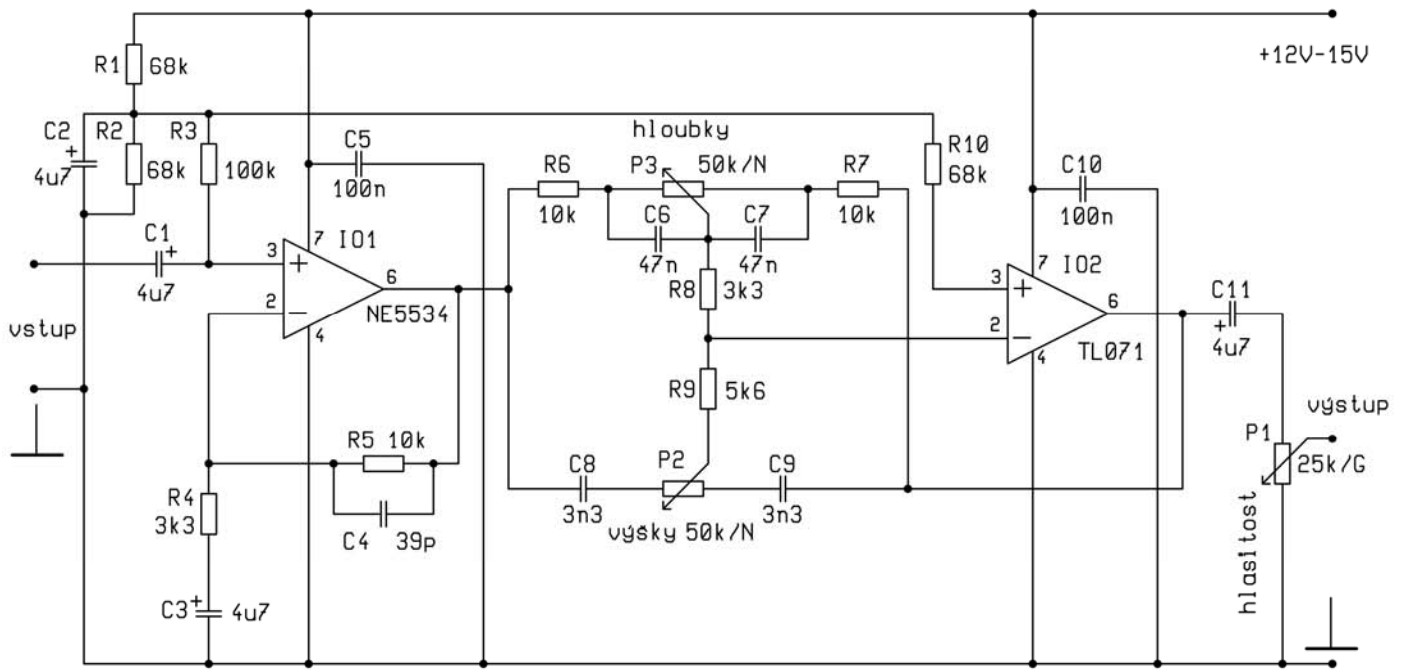 +12V-15V
R1
68k
C2
+
4u7
R2
68k
R3
100k
C5
100n
hloubky
R6
10k
P3
50k/N
R7
10k
R10
68k
C10
100n
C6
47n
C7
47n
C1
+
4u7
IO1
3
+
2
−
7
6
4
NE5534
R8
3k3
IO2
3
+
2
−
7
6
4
TL071
C11
+
4u7
vstup
R9
5k6
výstup
R5 10k
C4 39p
R4
3k3
C8
3n3
P2
C9
3n3
výšky 50k/N
P1
25k/G
hlasitost
C3
+
4u7